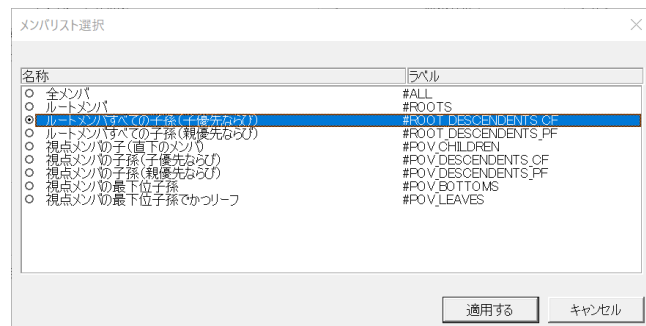 メンバリスト選択
名称 ラベル
全メンバ #ALL
ルートメンバ #ROOTS
ルートメンバすべての子孫(子優先ならび) #ROOT_DESCENDENTS_CF
ルートメンバすべての子孫(親優先ならび) #ROOT_DESCENDENTS_PF
視点メンバの子(直下のメンバ) #POV_CHILDREN
視点メンバの子孫(子優先ならび) #POV_DESCENDENTS_CF
視点メンバの子孫(親優先ならび) #POV_DESCENDENTS_PF
視点メンバの最下位子孫 #POV_BOTTOMS
視点メンバの最下位子孫でかつリーフ #POV_LEAVES
適用する キャンセル